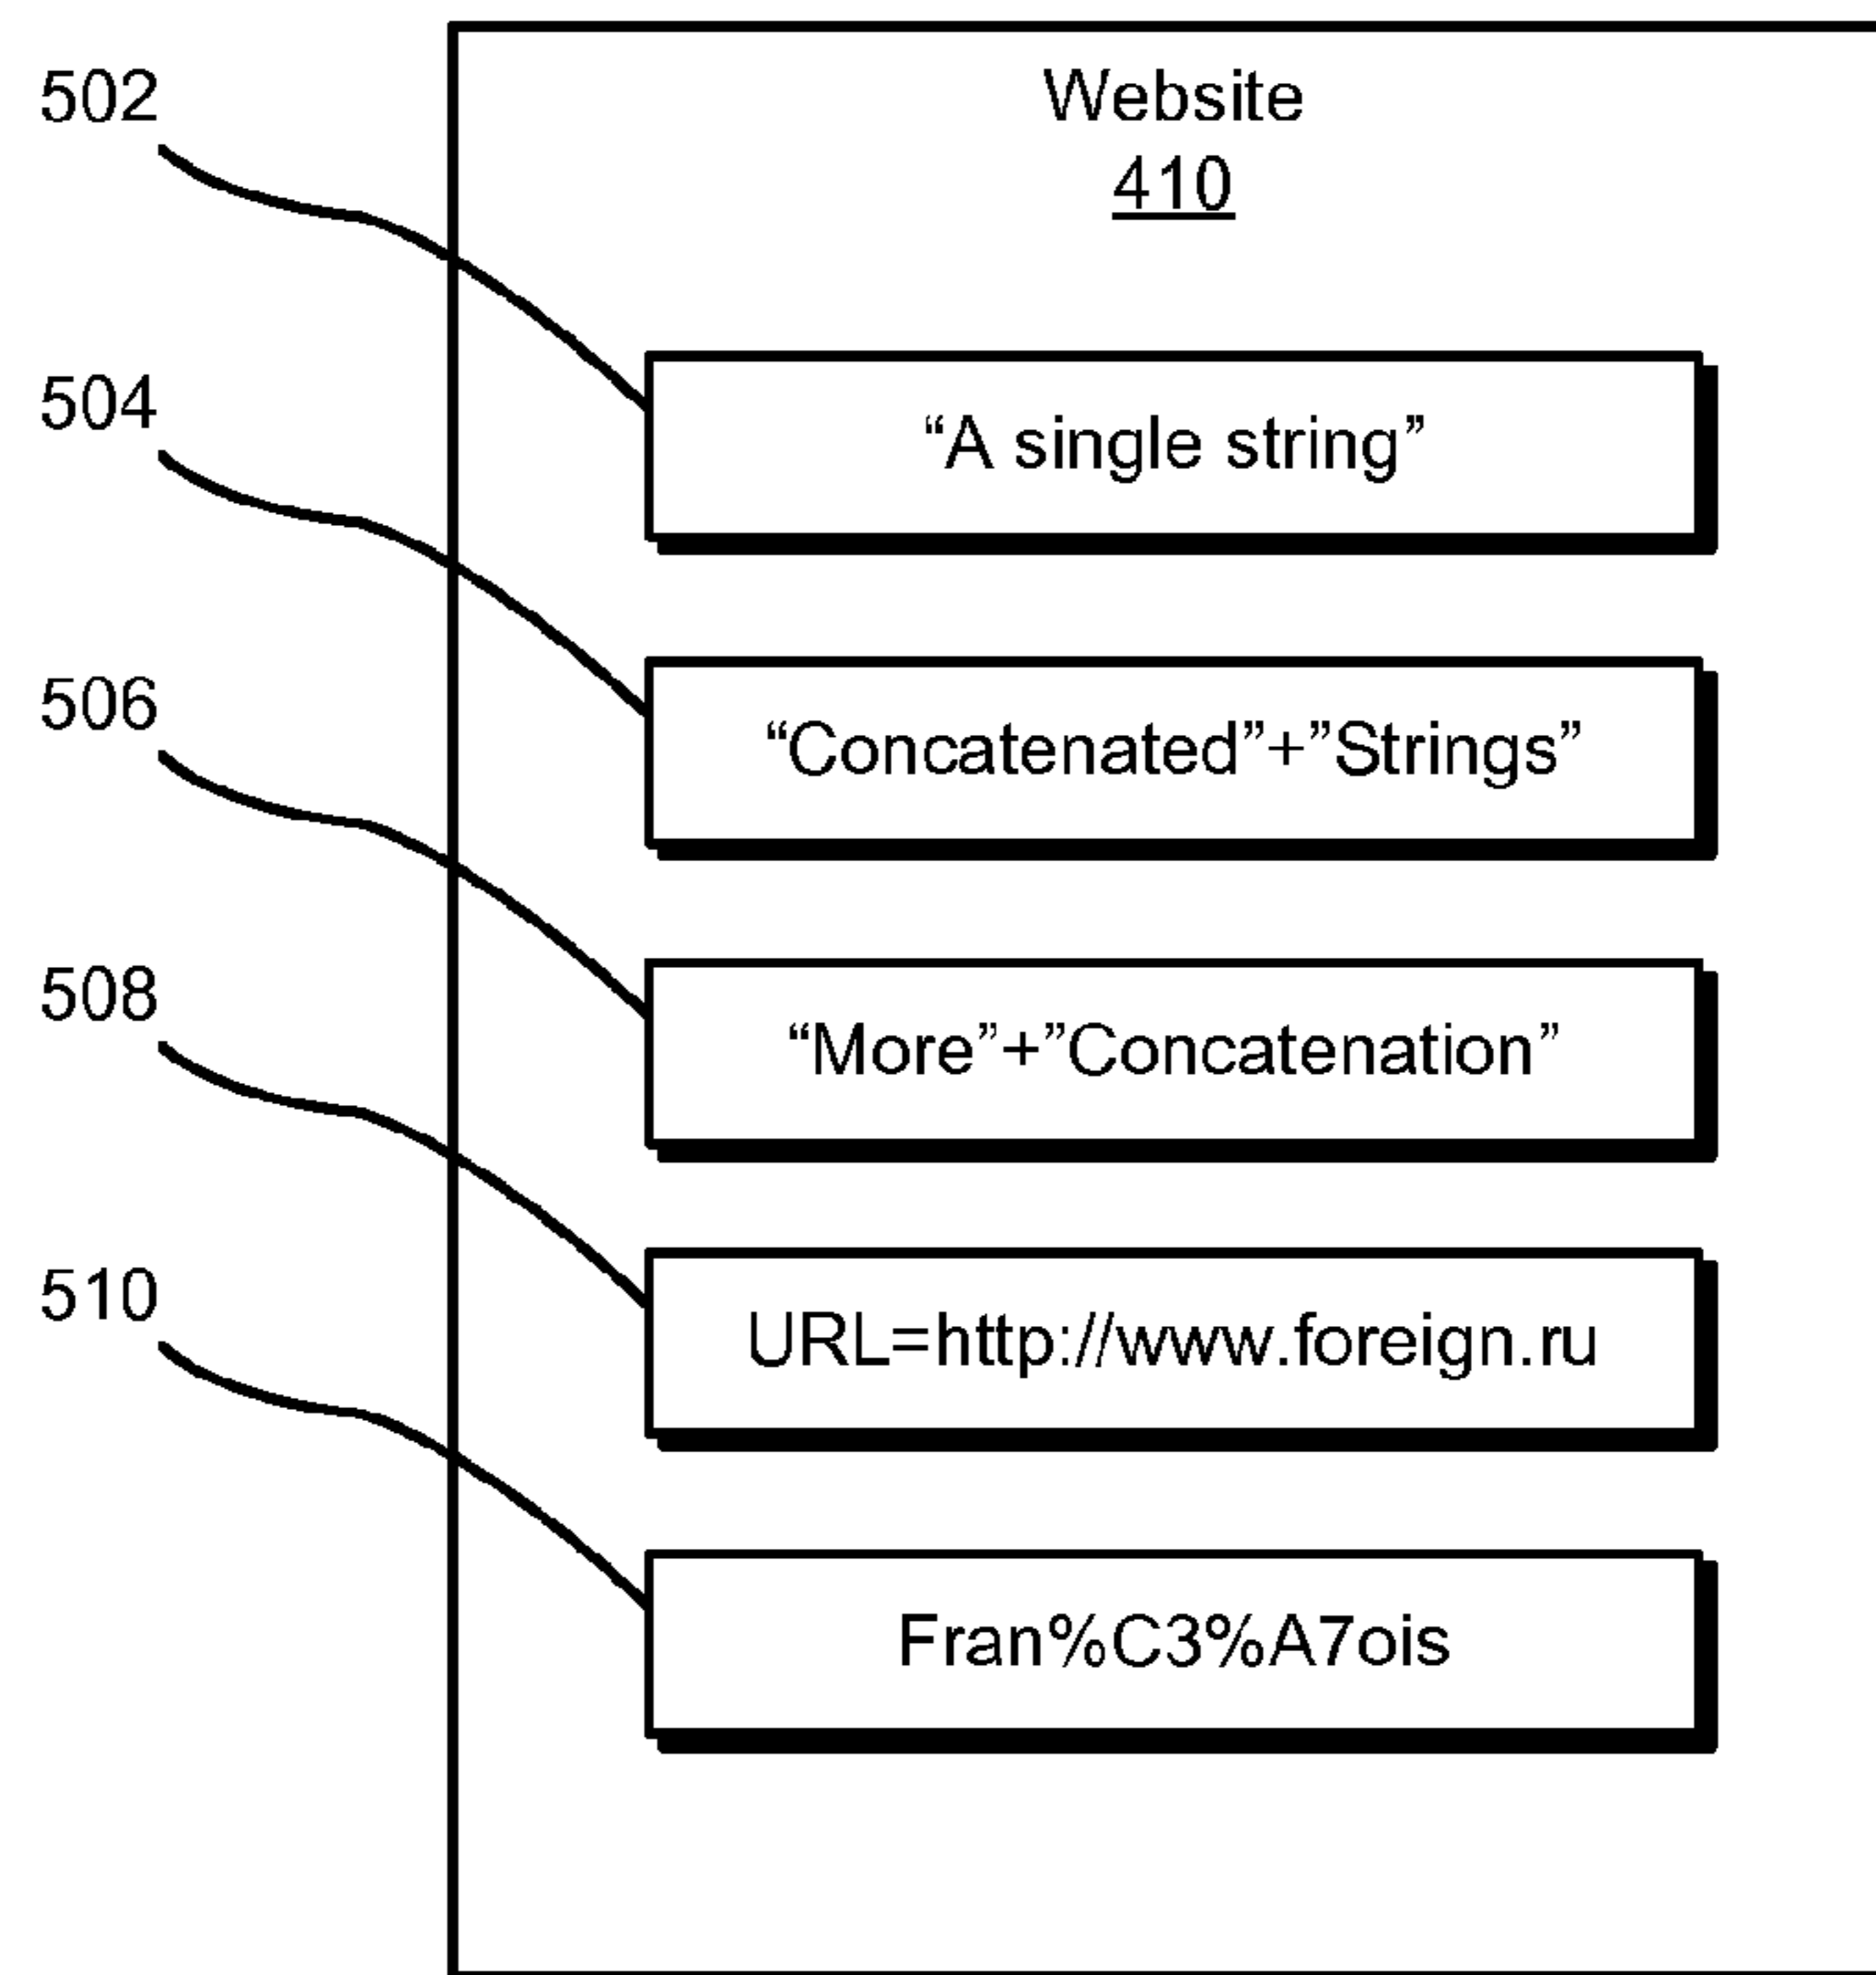 Website
410
502
“A single string”
504
“Concatenated”+”Strings”
506
“More”+”Concatenation”
508
URL=http://www.foreign.ru
510
Fran%C3%A7ois